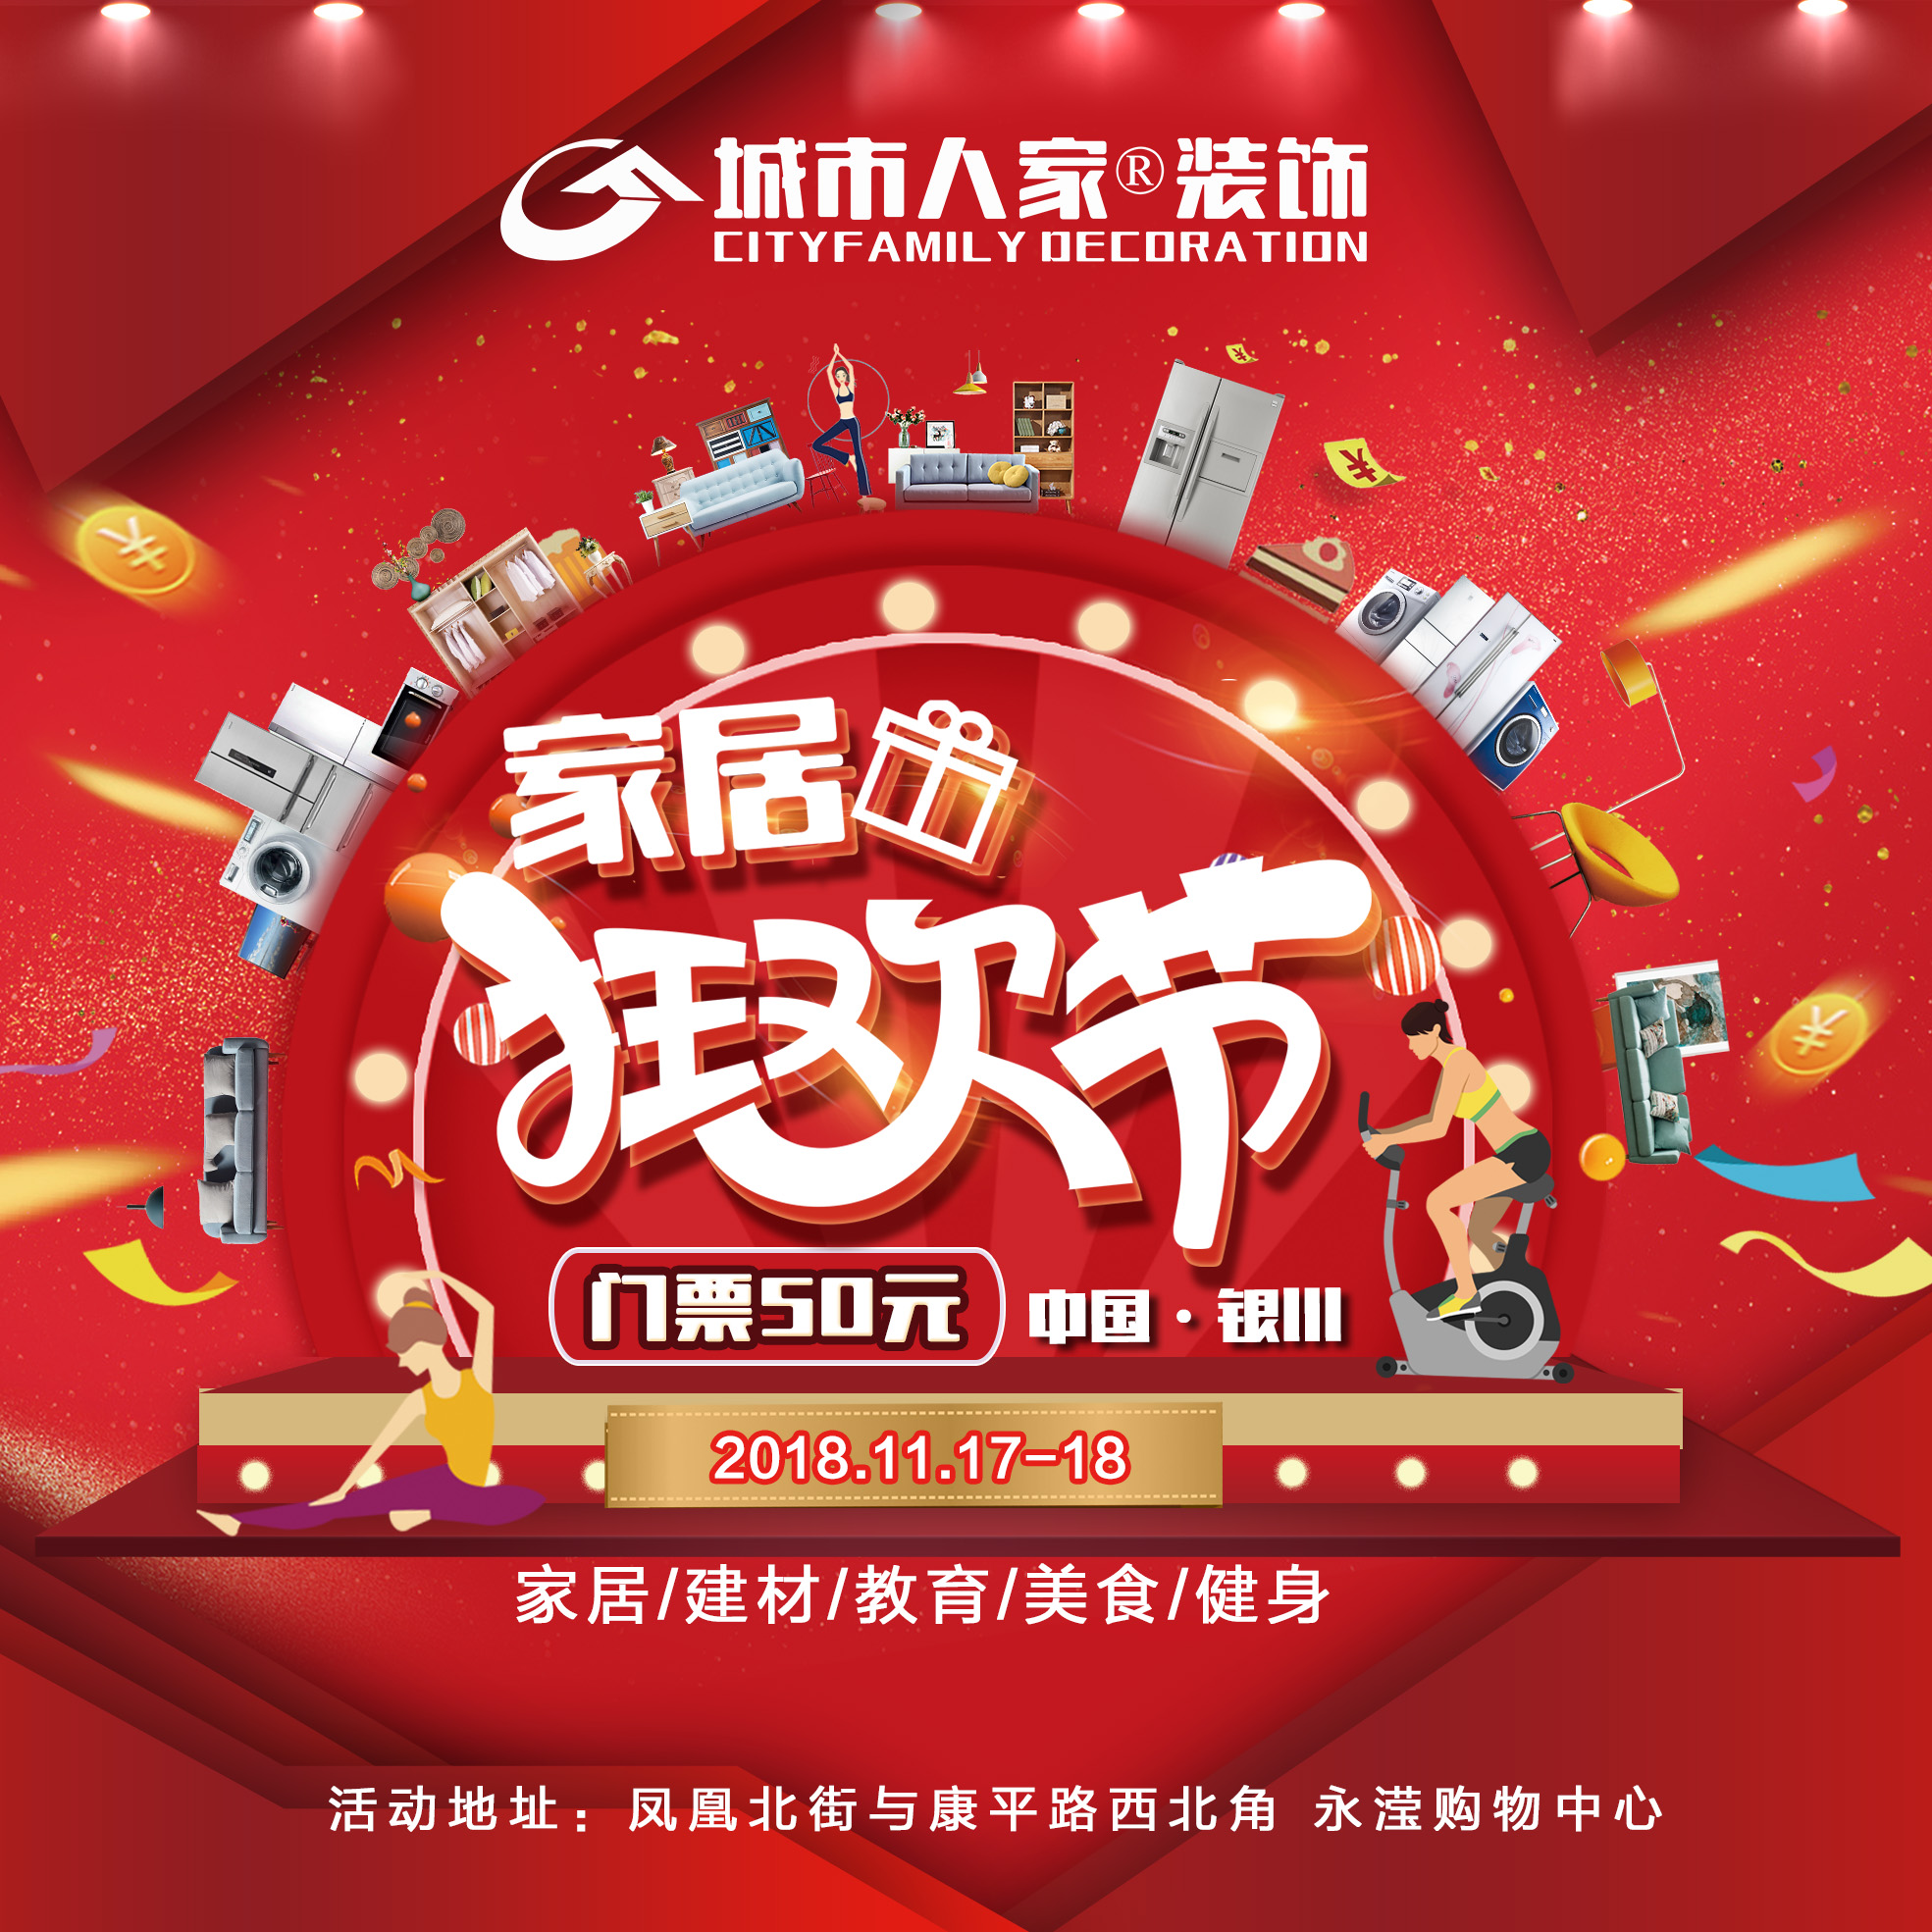 城市人家®装饰
CITYFAMILY DECORATION
家居
狂欢节
门票50元
中国·银川
2018.11.17-18
家居/建材/教育/美食/健身
活动地址：凤凰北街与康平路西北角 永滢购物中心